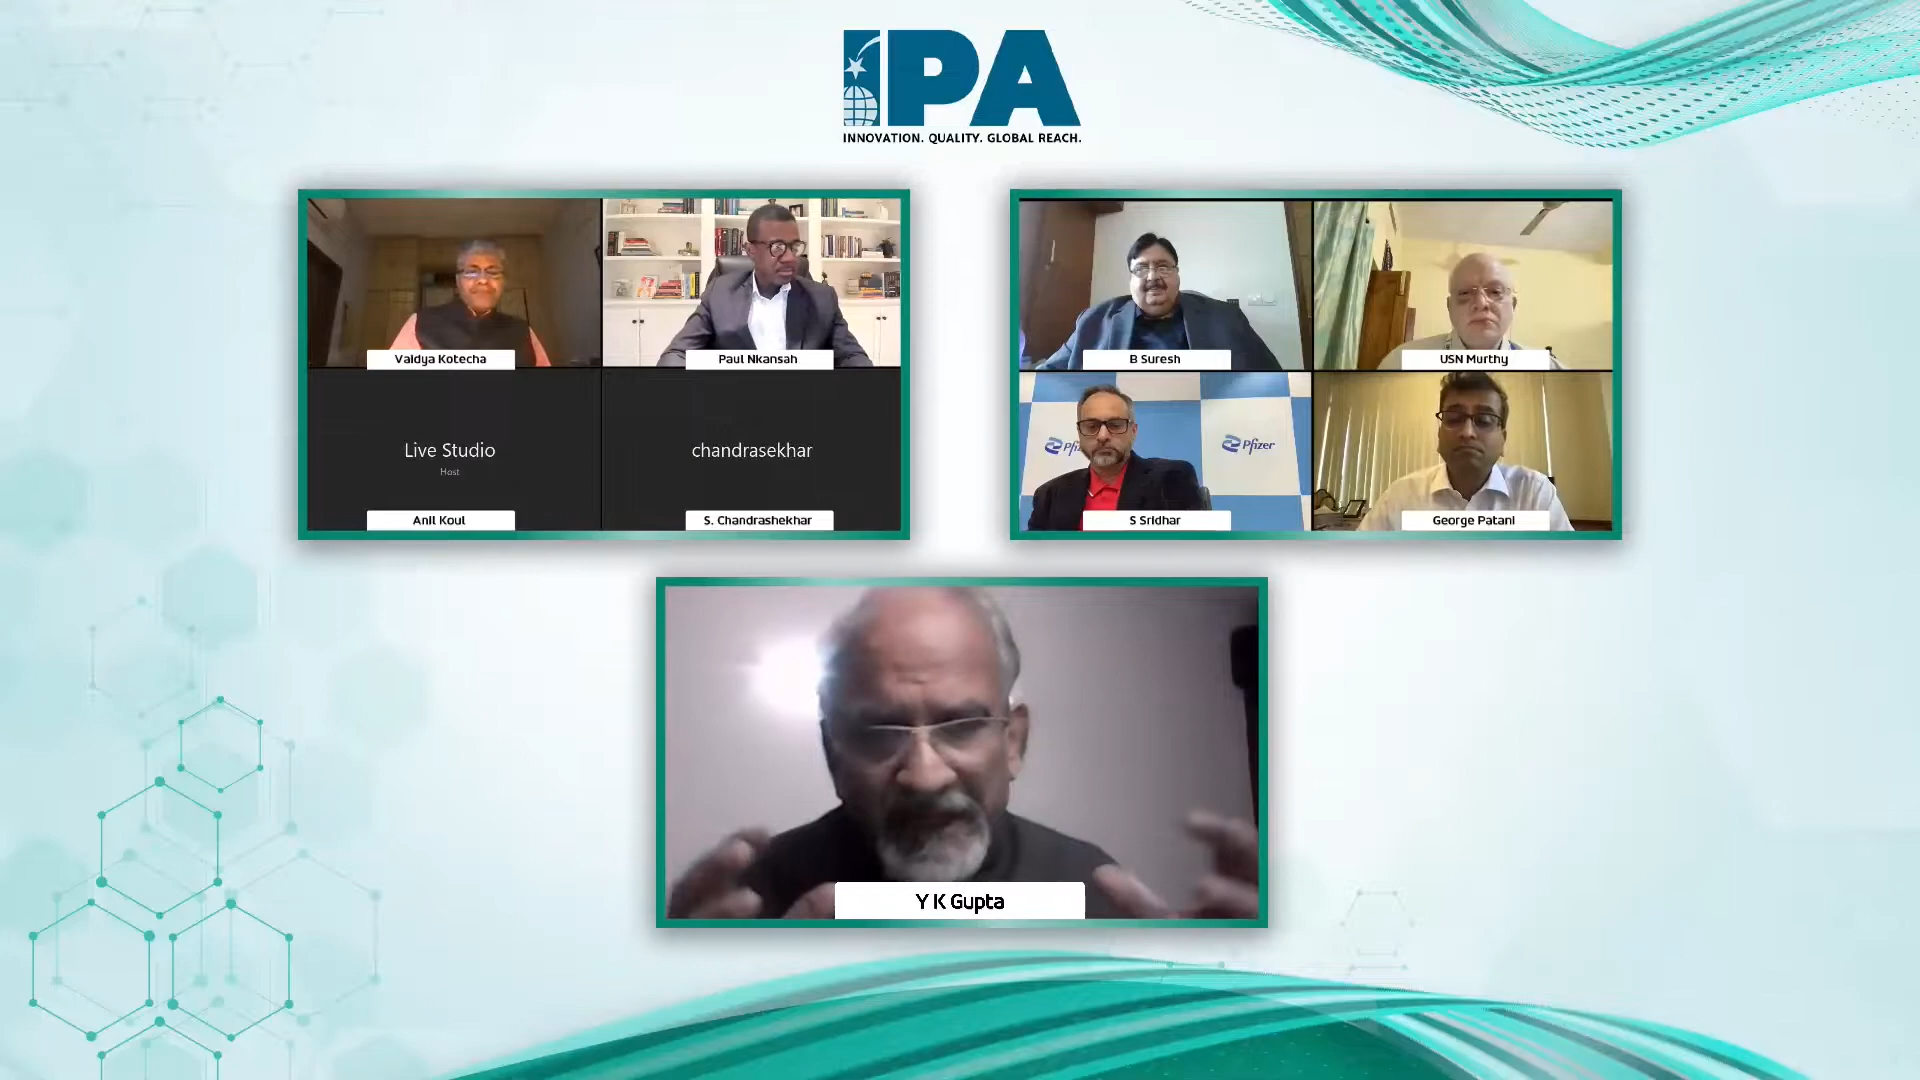 IPA
INNOVATION. QUALITY. GLOBAL REACH.
Vaidya Kotecha
Paul Nkansah
Live Studio
Host
chandrasekhar
Anil Koul
S. Chandrashekhar
B Suresh
USN Murthy
Pfizer
S Sridhar
George Patani
Y K Gupta